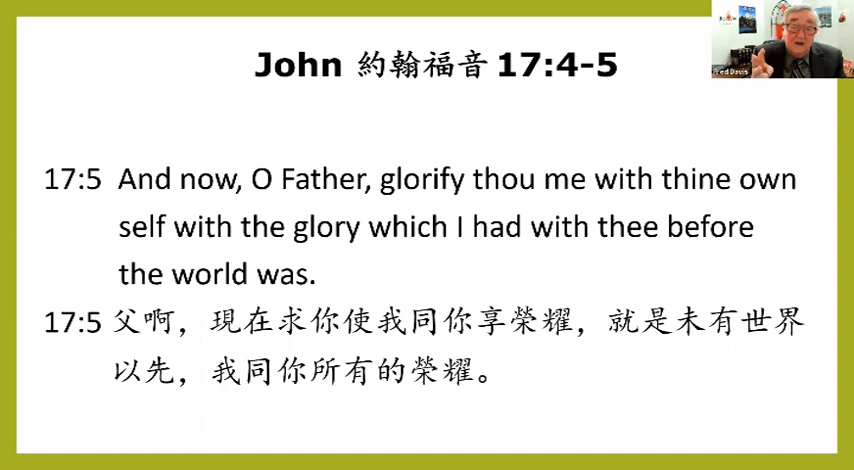 John 約翰福音 17:4-5
Fred Davis
17:5 And now, O Father, glorify thou me with thine own
self with the glory which I had with thee before
the world was.
17:5 父啊，現在求你使我同你享榮耀，就是未有世界
以先，我同你所有的榮耀。